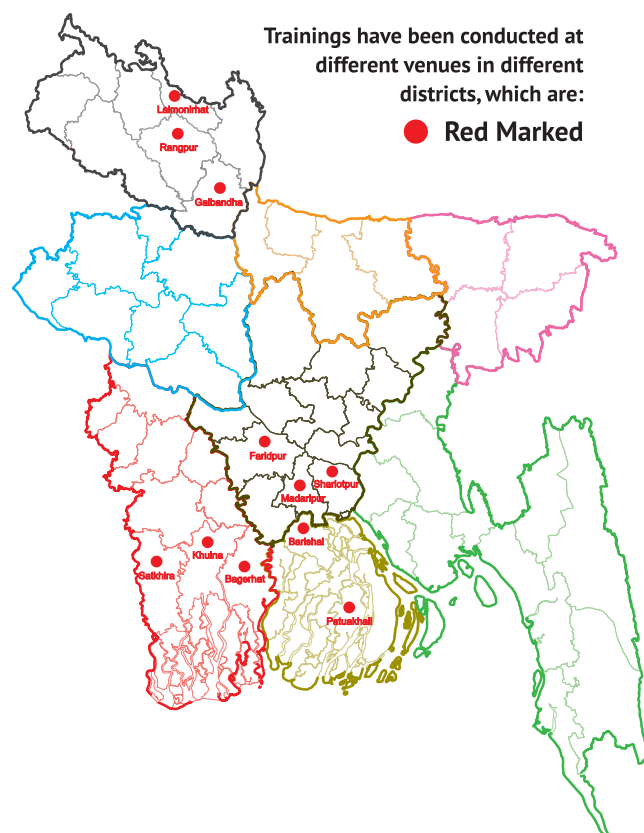 Trainings have been conducted at
different venues in different
districts, which are:
Red Marked
Lalmonirhat
Rangpur
Gaibandha
Faridpur
Shariotpur
Madaripur
Barishal
Khulna
Satkhira
Bagerhat
Patuakhali